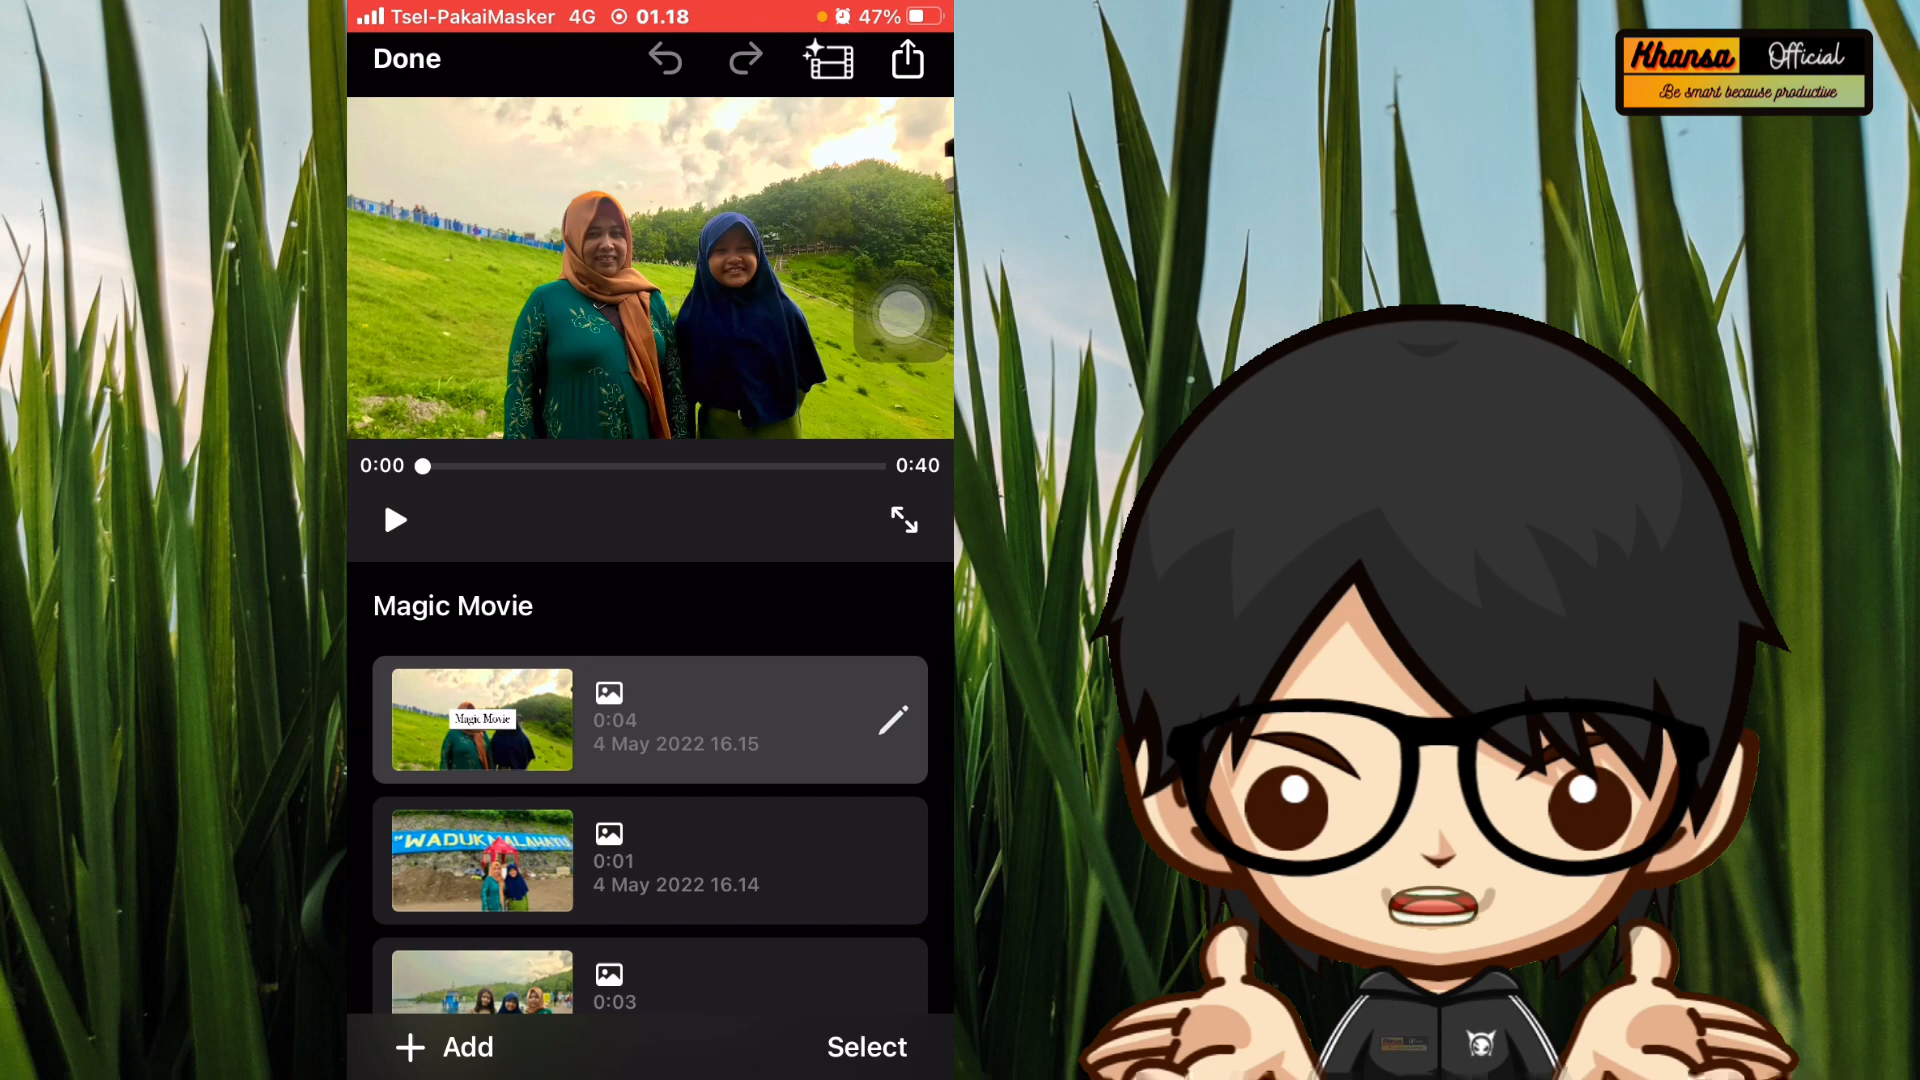 Tsel-PakaiMasker 4G 01.18 47%
Done
Khansa Official
Be smart because productive
0:00 0:40
Magic Movie
Magic Movie
0:04
4 May 2022 16.15
"WADUK MALAHAYU
0:01
4 May 2022 16.14
0:03
Add Select